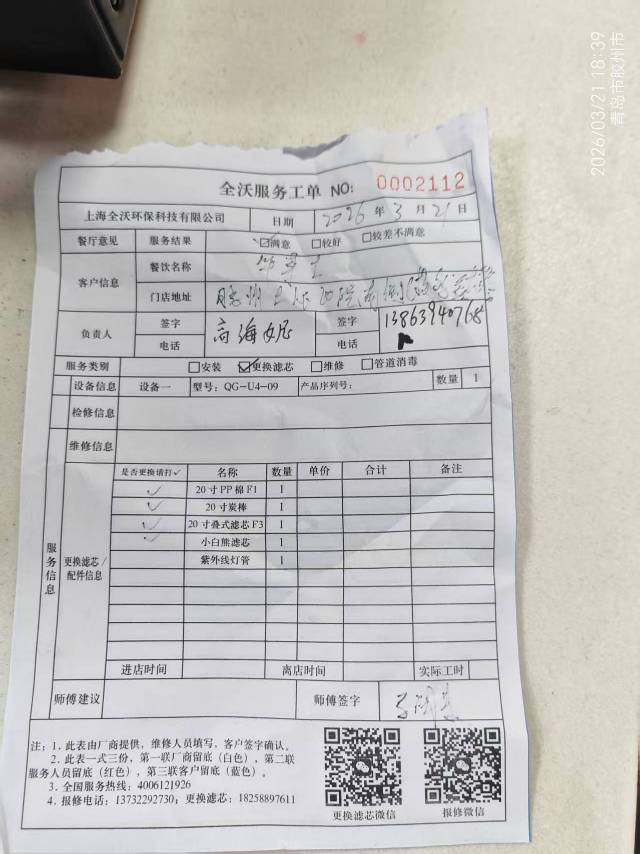 2026/03/21 18:39
青岛市胶州市
全沃服务工单 NO: 0002112
上海全沃环保科技有限公司 日期 2026 年 3 月 21 日
餐厅意见 服务结果 ☑满意 □较好 □较差不满意
客户信息 餐饮名称
门店地址 胶州
负责人 签字 高海妮 签字 13863940768
电话 电话
服务类别 □安装 ☑更换滤芯 □维修 □管道消毒
设备信息 设备一 型号: QG-U4-09 产品序列号: 数量 1
检修信息
维修信息
服务信息
更换滤芯/配件信息
是否更换请打✓ 名称 数量 单价 合计 备注
✓ 20寸PP棉F1 1
✓ 20寸炭棒 1
✓ 20寸叠式滤芯F3 1
✓ 小白熊滤芯 1
紫外线灯管 1
进店时间 离店时间 实际工时
师傅建议 师傅签字
注: 1. 此表由厂商提供, 维修人员填写, 客户签字确认。
2. 此表一式三份, 第一联厂商留底 (白色), 第二联
服务人员留底 (红色), 第三联客户留底 (蓝色)。
3. 全国服务热线: 4006121926
4. 报修电话: 13732292730; 更换滤芯: 18258897611
更换滤芯微信 报修微信